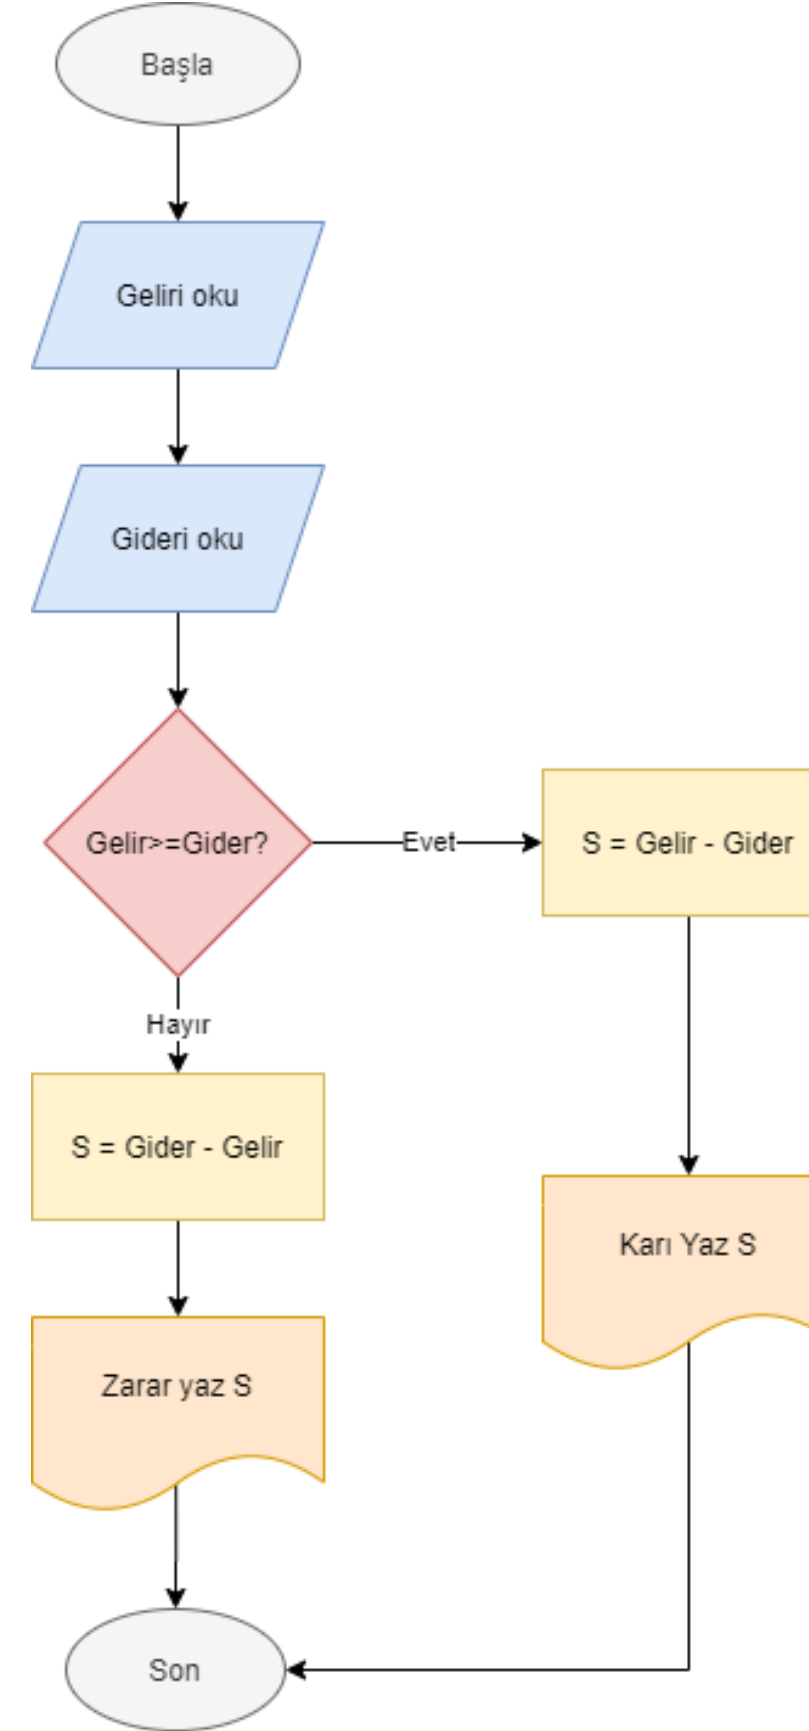 Başla
Geliri oku
Gideri oku
Gelir>=Gider?
Evet
S = Gelir - Gider
Hayır
S = Gider - Gelir
Karı Yaz S
Zarar yaz S
Son